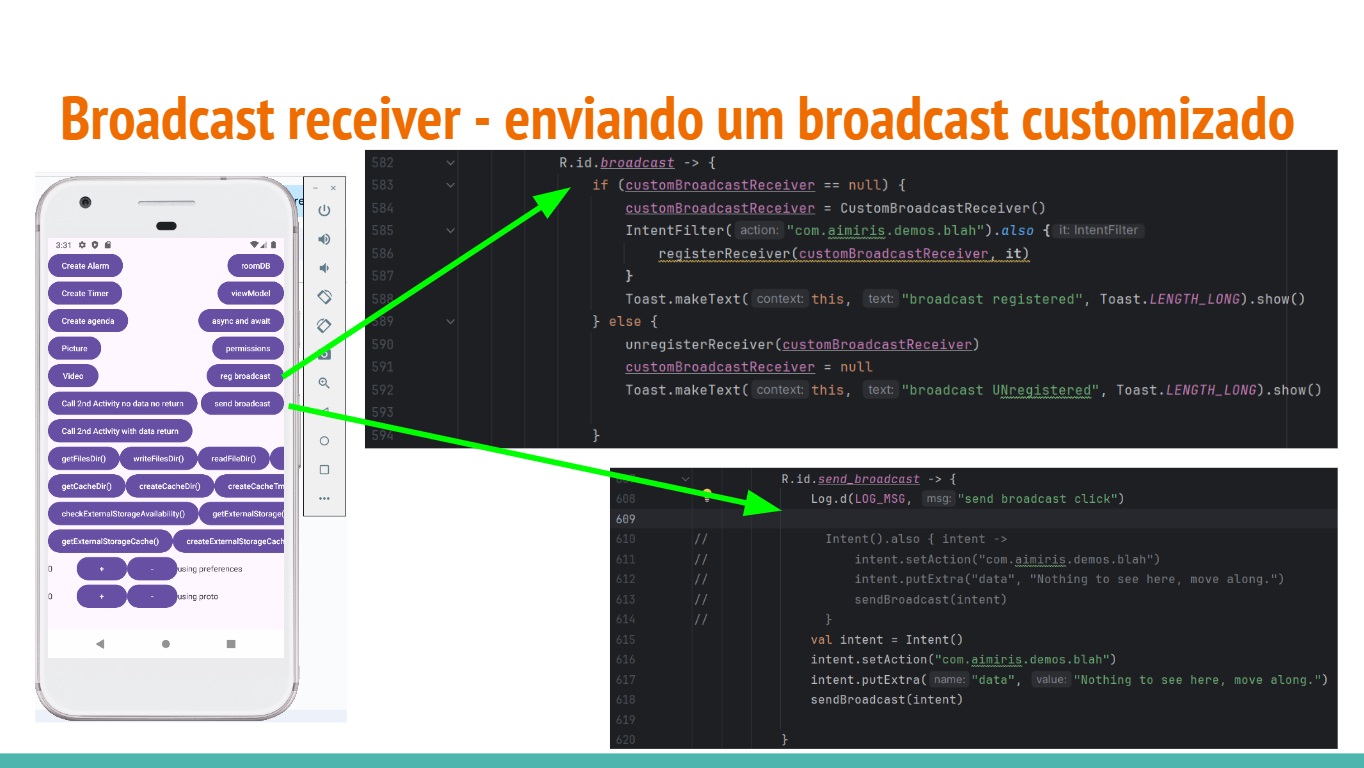 Broadcast receiver - enviando um broadcast customizado
3:31
Create Alarm
roomDB
Create Timer
viewModel
Create agenda
async and await
Picture
permissions
Video
reg broadcast
Call 2nd Activity no data no return
send broadcast
Call 2nd Activity with data return
getFilesDir()
writeFilesDir()
readFileDir()
getCacheDir()
createCacheDir()
createCacheTm
checkExternalStorageAvailability()
getExternalStorage(
getExternalStorageCache()
createExternalStorageCach
0 + - using preferences
0 + - using proto
re
582 R.id.broadcast -> {
583 if (customBroadcastReceiver == null) {
584 customBroadcastReceiver = CustomBroadcastReceiver()
585 IntentFilter( action: "com.aimiris.demos.blah").also { it: IntentFilter
586 registerReceiver(customBroadcastReceiver, it)
587 }
588 Toast.makeText( context: this, text: "broadcast registered", Toast.LENGTH_LONG).show()
589 } else {
590 unregisterReceiver(customBroadcastReceiver)
591 customBroadcastReceiver = null
592 Toast.makeText( context: this, text: "broadcast UNregistered", Toast.LENGTH_LONG).show()
593
594 }
R.id.send_broadcast -> {
608 Log.d(LOG_MSG, msg: "send broadcast click")
609
610 // Intent().also { intent ->
611 // intent.setAction("com.aimiris.demos.blah")
612 // intent.putExtra("data", "Nothing to see here, move along.")
613 // sendBroadcast(intent)
614 // }
615 val intent = Intent()
616 intent.setAction("com.aimiris.demos.blah")
617 intent.putExtra( name: "data", value: "Nothing to see here, move along.")
618 sendBroadcast(intent)
619
620 }